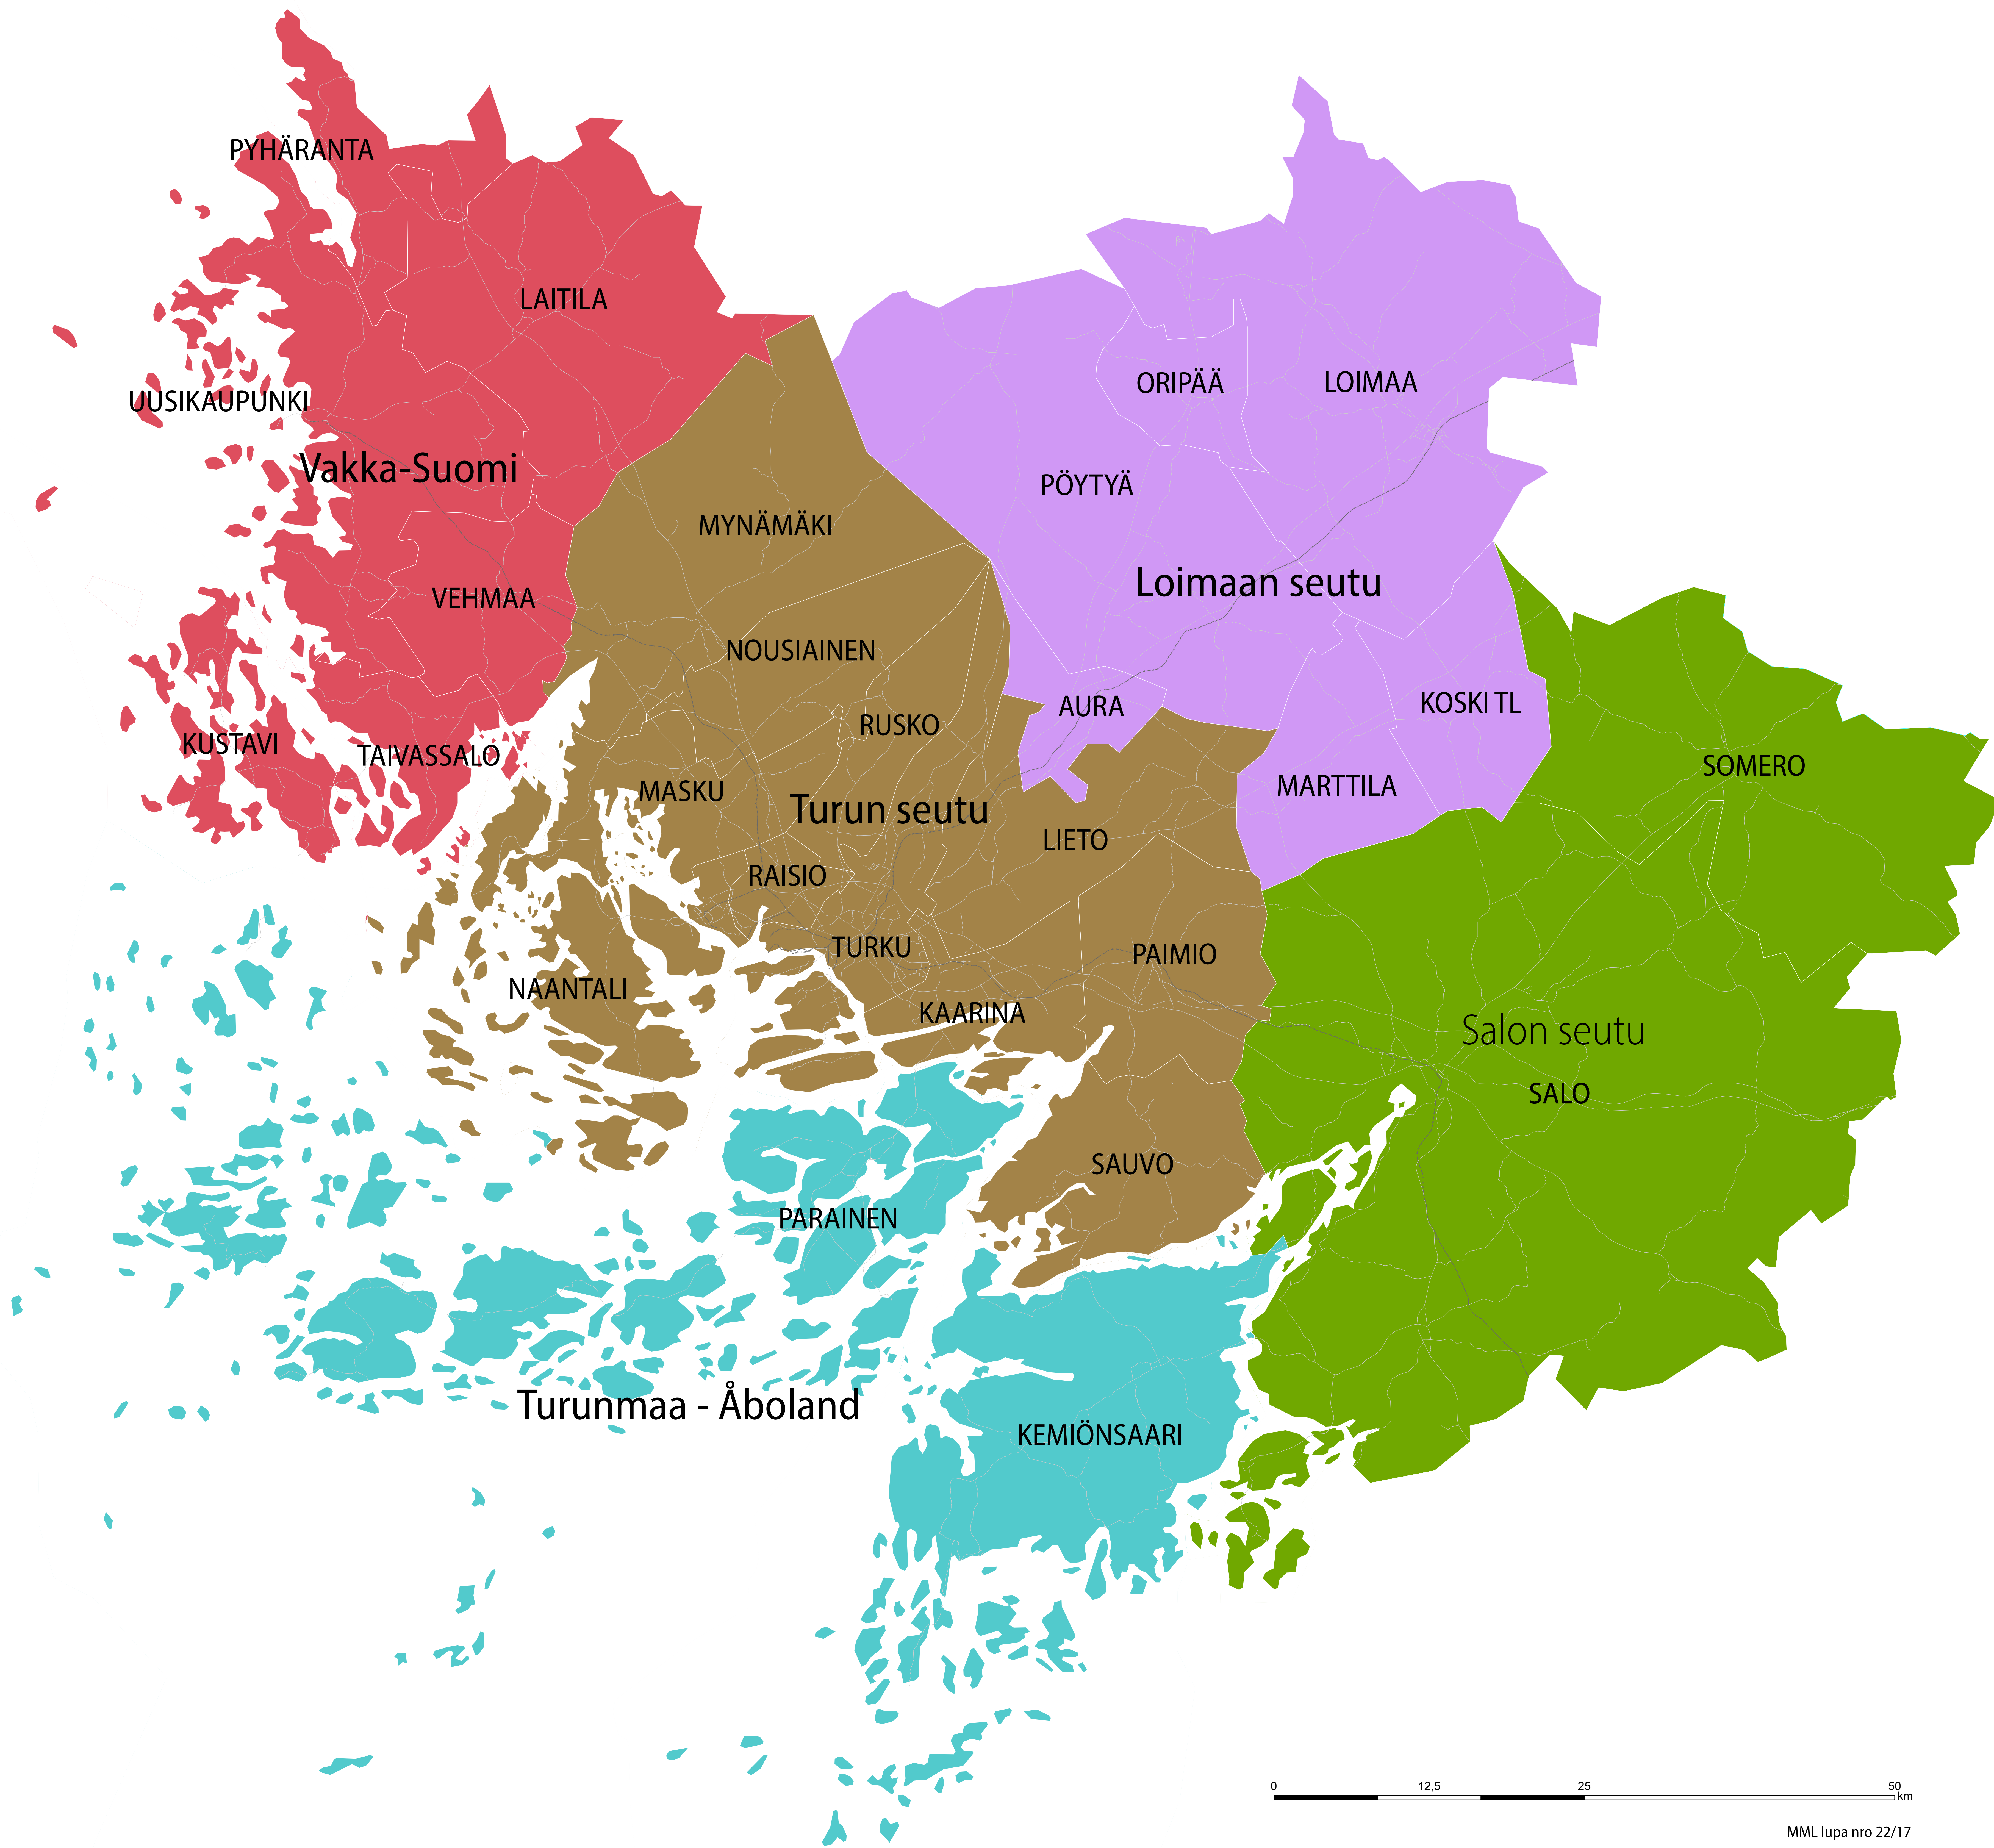 PYHÄRANTA
LAITILA
UUSIKAUPUNKI
Vakka-Suomi
VEHMAA
KUSTAVI
TAIVASSALO
ORIPÄÄ
LOIMAA
PÖYTYÄ
Loimaan seutu
AURA
KOSKI TL
MARTTILA
MYNÄMÄKI
NOUSIAINEN
RUSKO
MASKU
Turun seutu
LIETO
RAISIO
TURKU
PAIMIO
NAANTALI
KAARINA
SAUVO
SOMERO
Salon seutu
SALO
PARAINEN
Turunmaa - Åboland
KEMIÖNSAARI
0 12,5 25 50
km
MML lupa nro 22/17